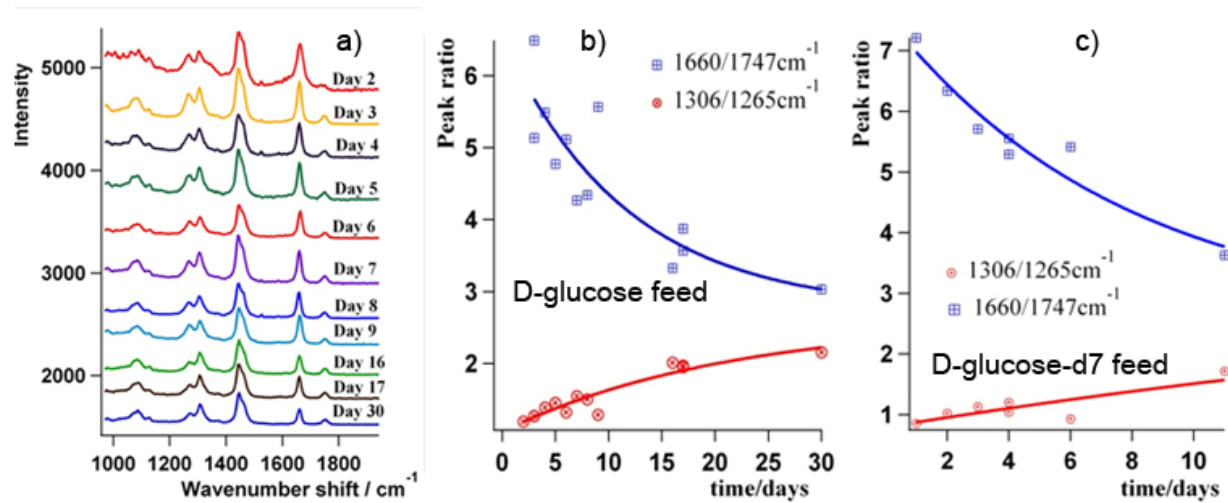 a)
Intensity
5000
4000
3000
2000
Day 2
Day 3
Day 4
Day 5
Day 6
Day 7
Day 8
Day 9
Day 16
Day 17
Day 30
1000 1200 1400 1600 1800
Wavenumber shift / cm⁻¹
b)
Peak ratio
6
5
4
3
2
1660/1747cm⁻¹
1306/1265cm⁻¹
D-glucose feed
0 5 10 15 20 25 30
time/days
c)
Peak ratio
7
6
5
4
3
2
1
1306/1265cm⁻¹
1660/1747cm⁻¹
D-glucose-d7 feed
2 4 6 8 10
time/days